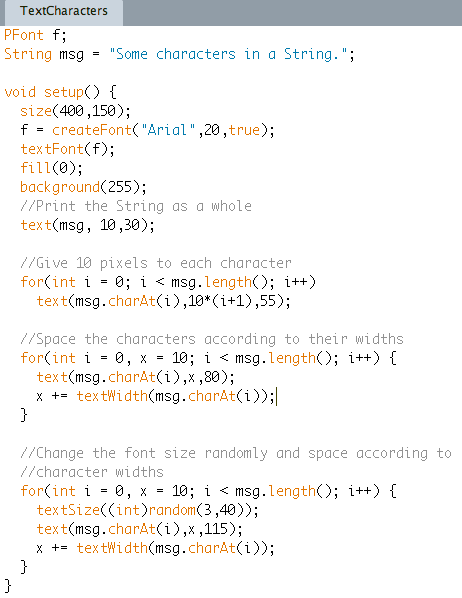 TextCharacters
PFont f;
String msg = "Some characters in a String.";
void setup() {
size(400,150);
f = createFont("Arial",20,true);
textFont(f);
fill(0);
background(255);
//Print the String as a whole
text(msg, 10,30);
//Give 10 pixels to each character
for(int i = 0; i < msg.length(); i++)
text(msg.charAt(i),10*(i+1),55);
//Space the characters according to their widths
for(int i = 0, x = 10; i < msg.length(); i++) {
text(msg.charAt(i),x,80);
x += textWidth(msg.charAt(i));
}
//Change the font size randomly and space according to
//character widths
for(int i = 0, x = 10; i < msg.length(); i++) {
textSize((int)random(3,40));
text(msg.charAt(i),x,115);
x += textWidth(msg.charAt(i));
}
}